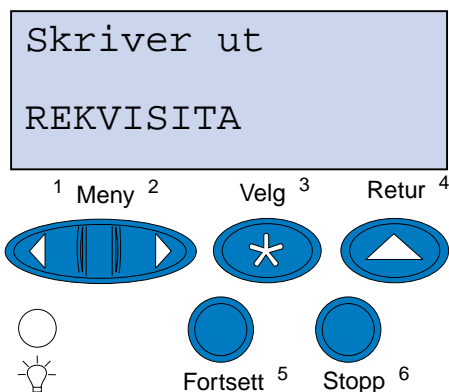 Skriver ut
REKVISITA
1 Meny 2 Velg 3 Retur 4
Fortsett 5 Stopp 6